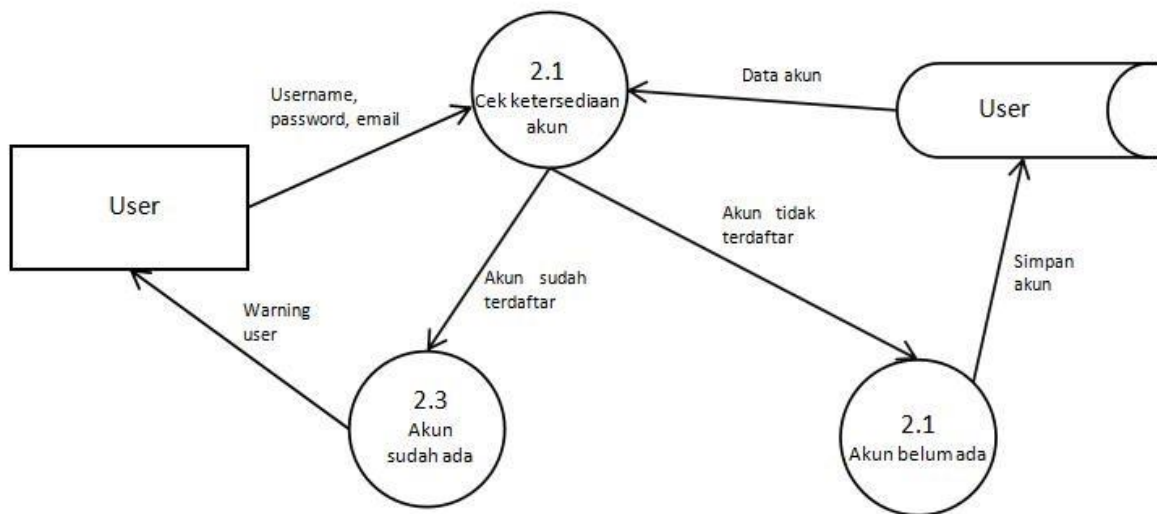 2.1
Cek ketersediaan
akun
Data akun
User
Username,
password, email
User
Akun tidak
terdaftar
Akun sudah
terdaftar
Simpan
akun
Warning
user
2.3
Akun
sudah ada
2.1
Akun belum ada